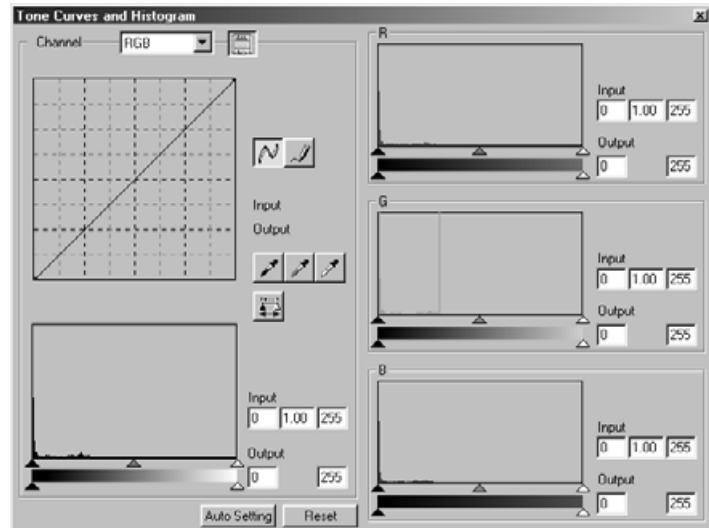 Tone Curves and Histogram
Channel
RGB
Input
Output
Input
0 1.00 255
Output
0 255
Auto Setting
Reset
R
Input
0 1.00 255
Output
0 255
G
Input
0 1.00 255
Output
0 255
B
Input
0 1.00 255
Output
0 255